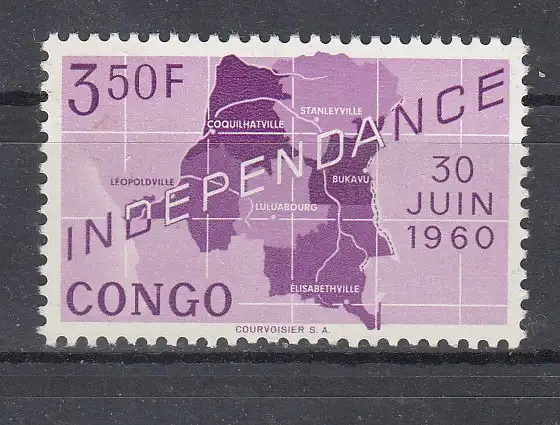 3.50F
INDEPENDANCE
STANLEYVILLE
COQUILHATVILLE
LÉOPOLDVILLE
BUKAVU
30
JUIN
1960
LULUABOURG
ÉLISABETHVILLE
CONGO
COURVOISIER S. A.